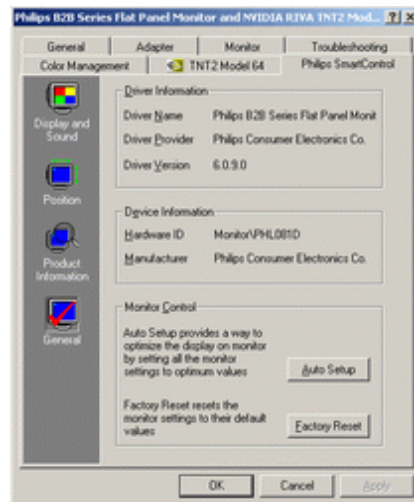 Philips B2B Series Flat Panel Monitor and NVIDIA RIVA TNT2 Mod...
General Adapter Monitor Troubleshooting
Color Management TNT2 Model 64 Philips SmartControl
Display and
Sound
Position
Product
Information
General
Driver Information
Driver Name Philips B2B Series Flat Panel Monit
Driver Provider Philips Consumer Electronics Co.
Driver Version 6.0.9.0
Device Information
Hardware ID Monitor\PHL081D
Manufacturer Philips Consumer Electronics Co.
Monitor Control
Auto Setup provides a way to
optimize the display on monitor
by setting all the monitor
settings to optimum values
Auto Setup
Factory Reset resets the
monitor settings to their default
values
Factory Reset
OK Cancel Apply